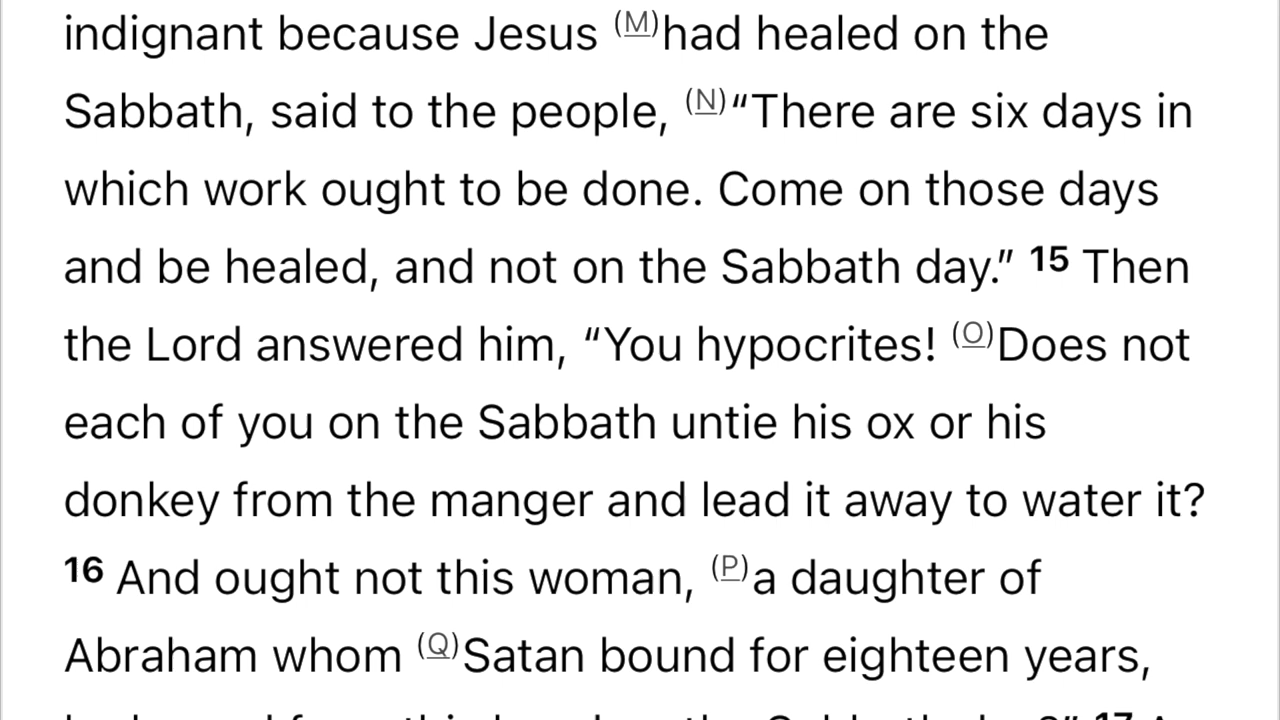 indignant because Jesus (M)had healed on the
Sabbath, said to the people, (N)“There are six days in
which work ought to be done. Come on those days
and be healed, and not on the Sabbath day.” 15 Then
the Lord answered him, “You hypocrites! (O)Does not
each of you on the Sabbath untie his ox or his
donkey from the manger and lead it away to water it?
16 And ought not this woman, (P)a daughter of
Abraham whom (Q)Satan bound for eighteen years,